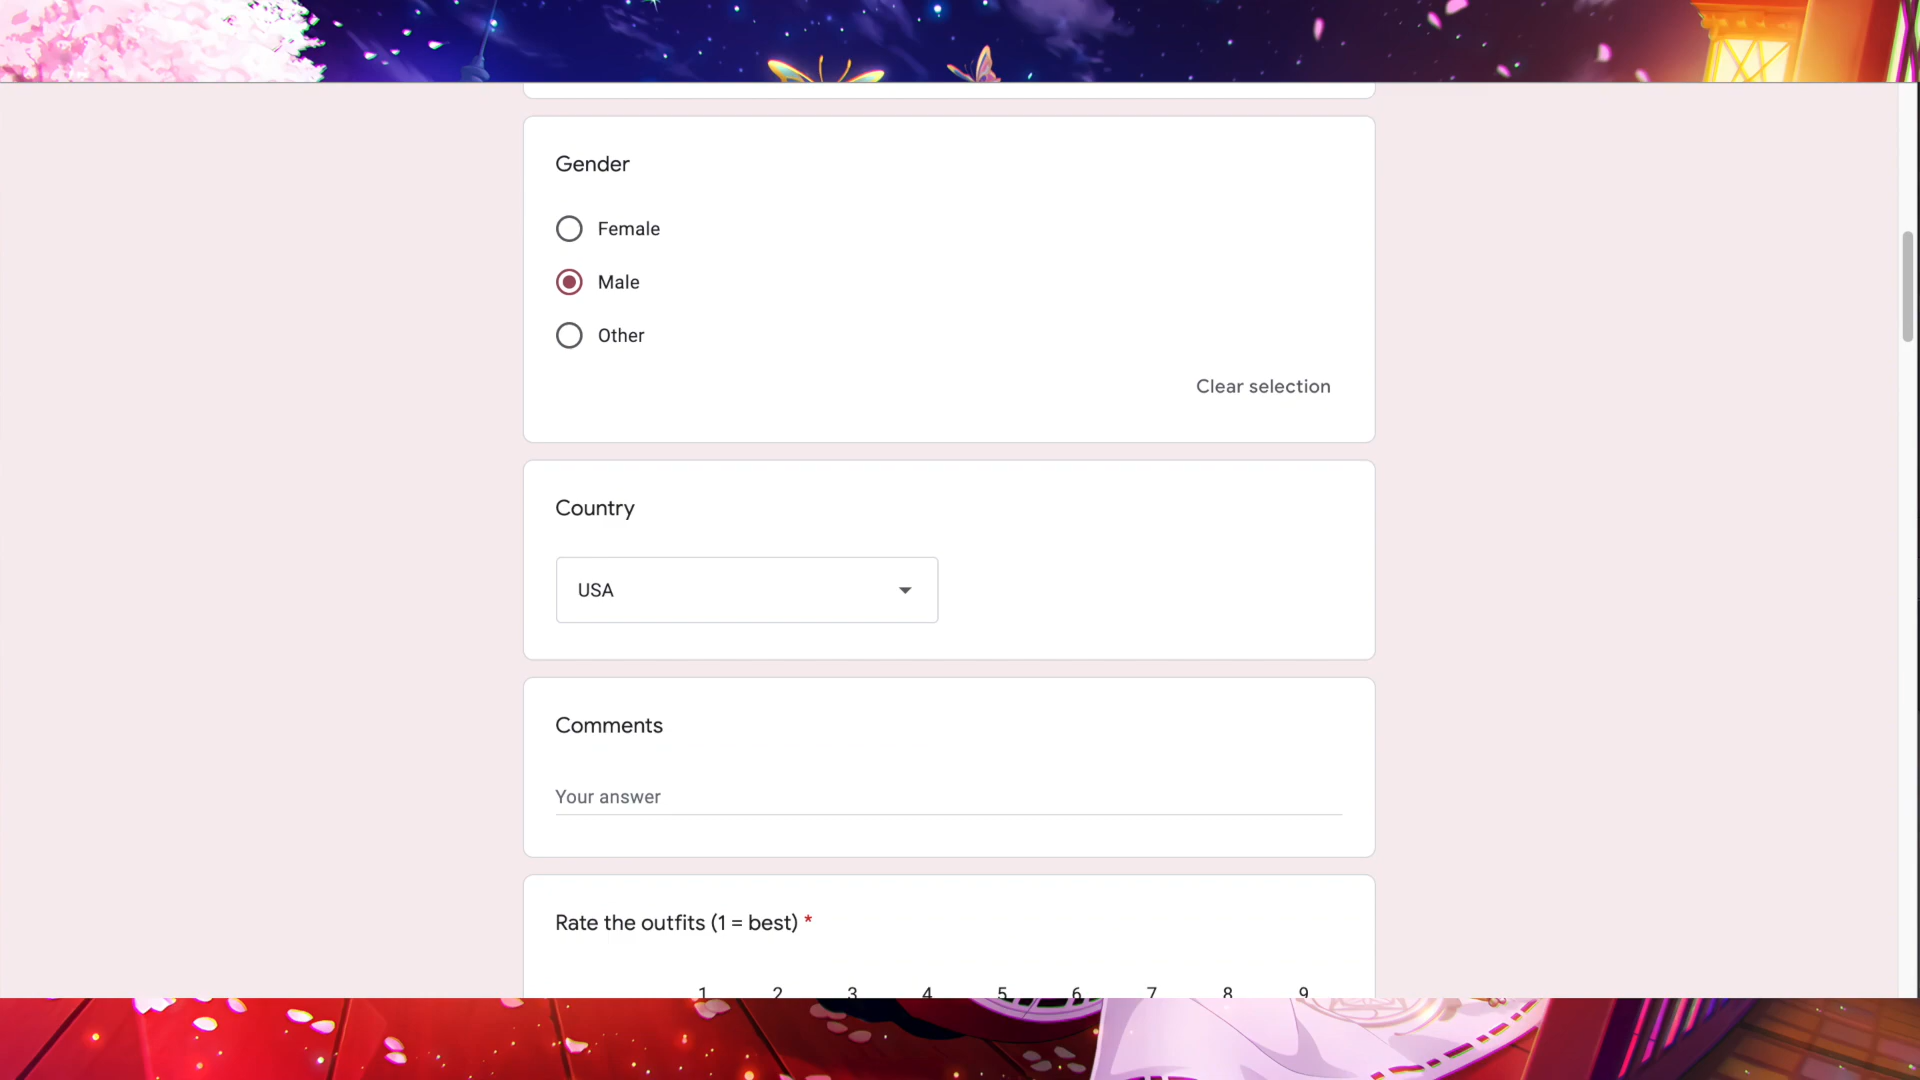 Gender
Female
Male
Other
Clear selection
Country
USA
Comments
Your answer
Rate the outfits (1 = best) *
1 2 3 4 5 6 7 8 9